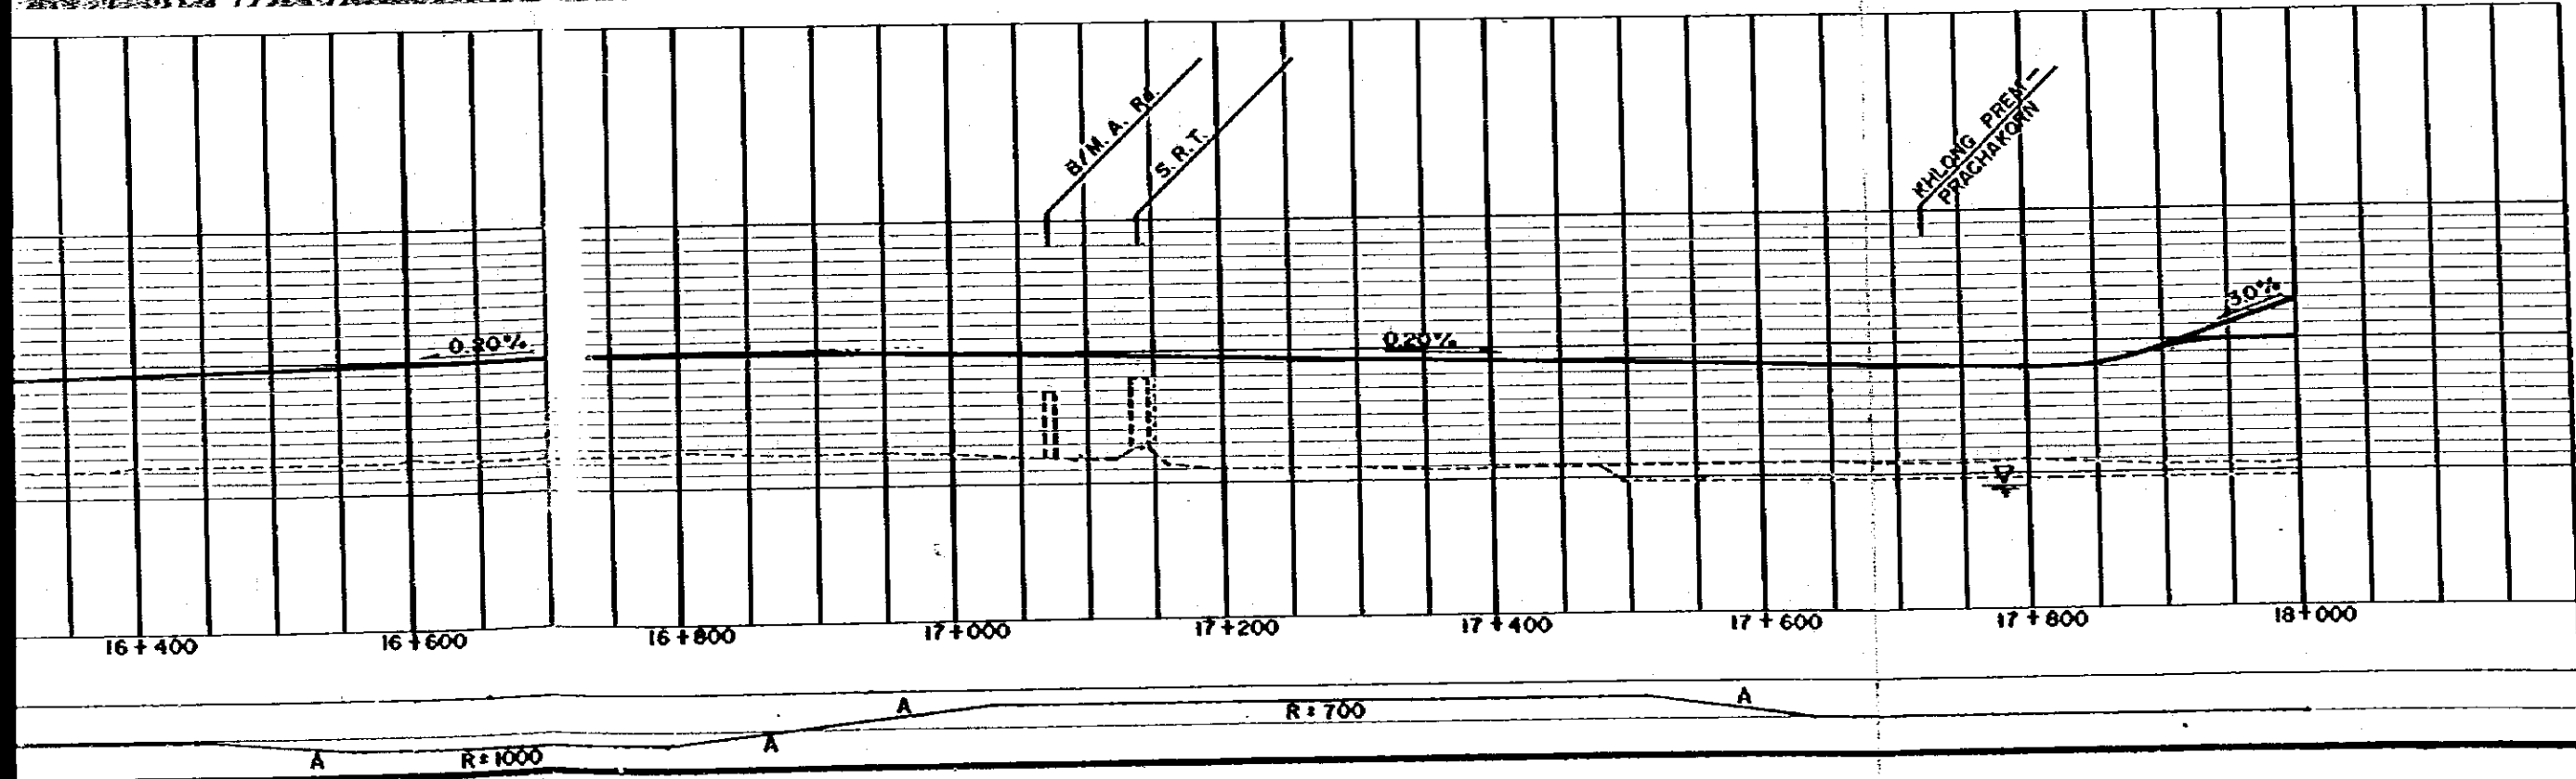 B/M.A. Rd.
S.R.T.
KHLONG PREM-
PRACHAKORN
3.0%
0.20%
0.20%
16+400 16+600 16+800 17+000 17+200 17+400 17+600 17+800 18+000
A A
R=700
A R=1000 A